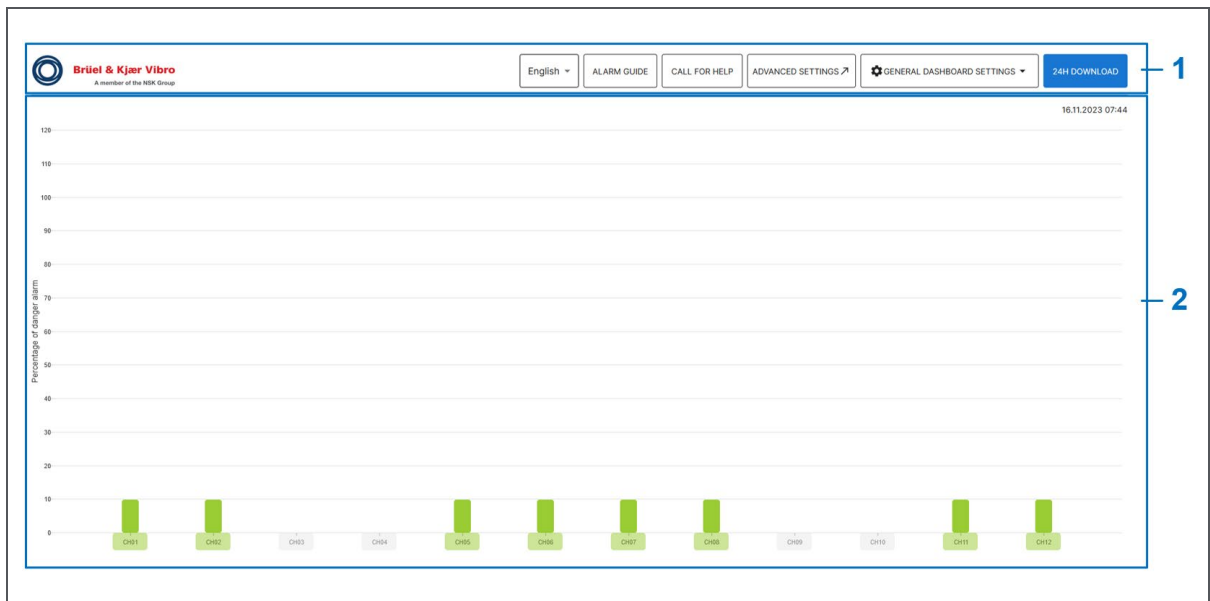 Brüel & Kjær Vibro
A member of the NSK Group
English
ALARM GUIDE
CALL FOR HELP
ADVANCED SETTINGS
GENERAL DASHBOARD SETTINGS
24H DOWNLOAD
1
16.11.2023 07:44
120
110
100
90
80
70
60
50
40
30
20
10
0
Percentage of danger alarm
2
CH01 CH02 CH03 CH04 CH05 CH06 CH07 CH08 CH09 CH10 CH11 CH12